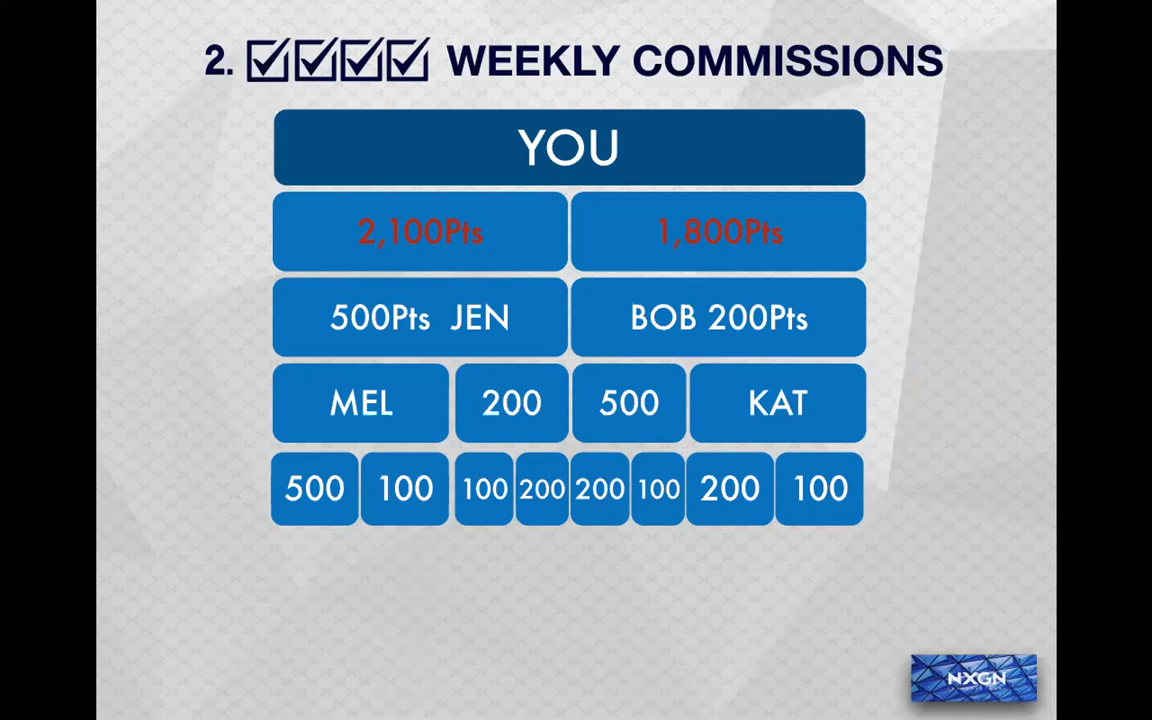 2. WEEKLY COMMISSIONS
YOU
2,100Pts 1,800Pts
500Pts JEN BOB 200Pts
MEL 200 500 KAT
500 100 100 200 200 100 200 100
NXGN